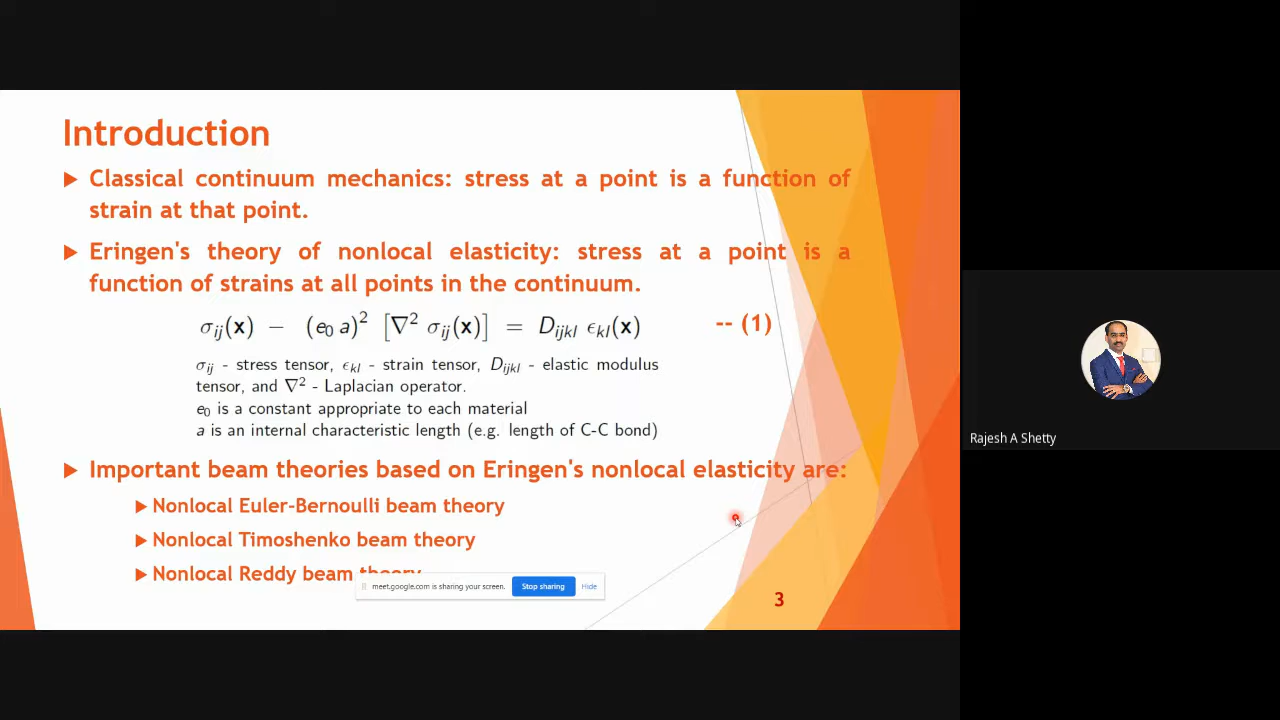 Introduction
Classical continuum mechanics: stress at a point is a function of
strain at that point.
Eringen's theory of nonlocal elasticity: stress at a point is a
function of strains at all points in the continuum.
σij(x) − (e0 a)² [∇² σij(x)] = Dijkl ϵkl(x) -- (1)
σij - stress tensor, ϵkl - strain tensor, Dijkl - elastic modulus
tensor, and ∇² - Laplacian operator.
e0 is a constant appropriate to each material
a is an internal characteristic length (e.g. length of C-C bond)
Important beam theories based on Eringen's nonlocal elasticity are:
Nonlocal Euler-Bernoulli beam theory
Nonlocal Timoshenko beam theory
Nonlocal Reddy beam theory
meet.google.com is sharing your screen. Stop sharing Hide
3
Rajesh A Shetty